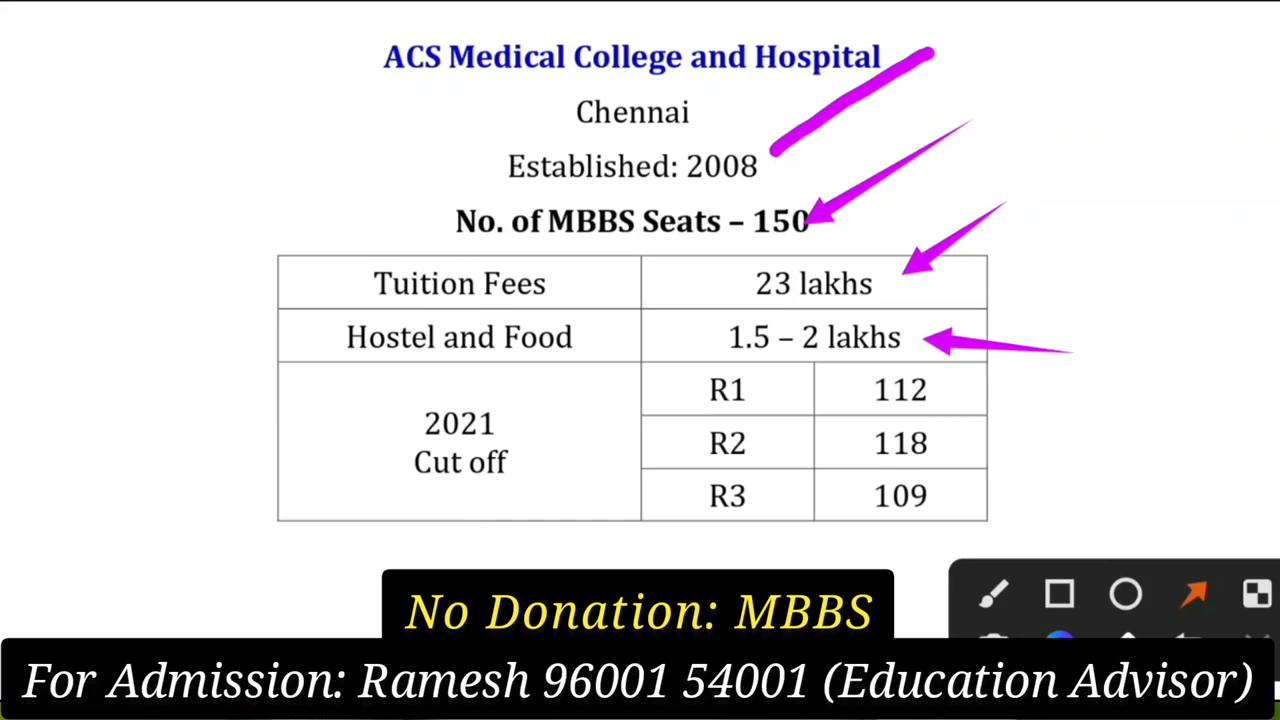 ACS Medical College and Hospital
Chennai
Established: 2008
No. of MBBS Seats – 150
Tuition Fees 23 lakhs
Hostel and Food 1.5 – 2 lakhs
2021 Cut off
R1 112
R2 118
R3 109
No Donation: MBBS
For Admission: Ramesh 96001 54001 (Education Advisor)